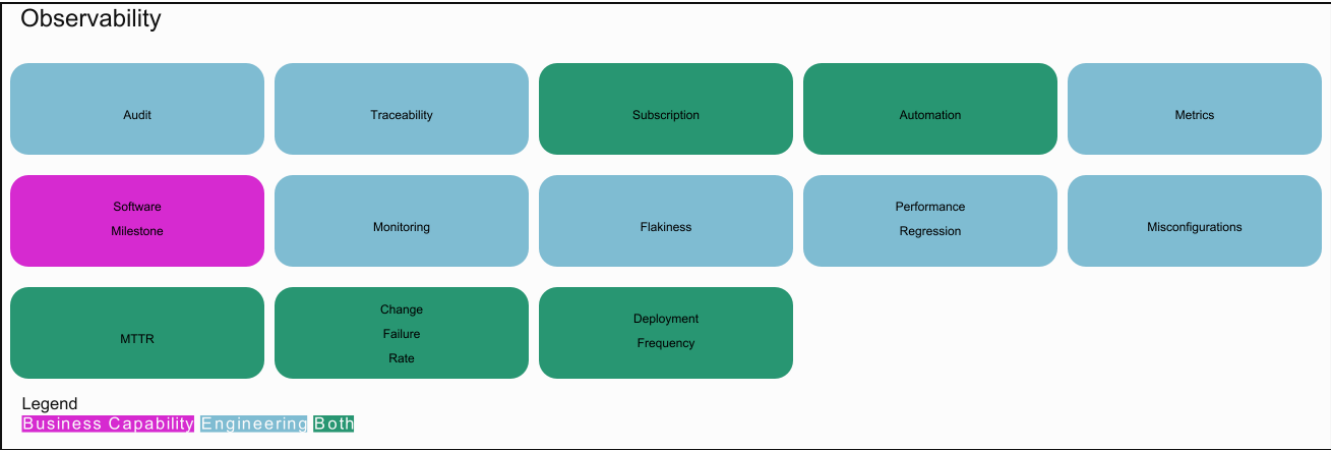 Observability
Audit
Traceability
Subscription
Automation
Metrics
Software
Milestone
Monitoring
Flakiness
Performance
Regression
Misconfigurations
MTTR
Change
Failure
Rate
Deployment
Frequency
Legend
Business Capability Engineering Both